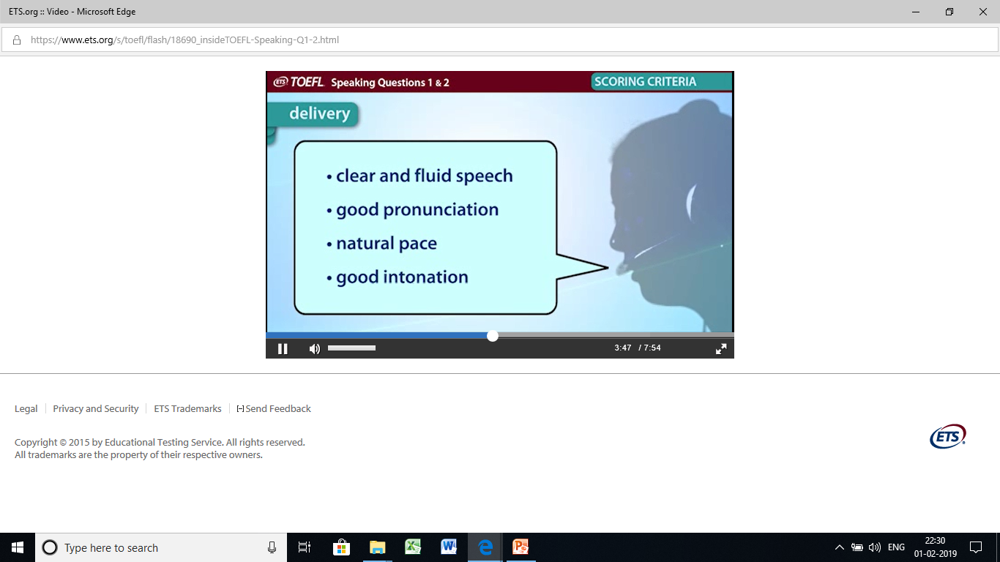 ETS.org :: Video - Microsoft Edge
https://www.ets.org/s/toefl/flash/18690_insideTOEFL-Speaking-Q1-2.html
ETS TOEFL Speaking Questions 1 & 2 SCORING CRITERIA
delivery
• clear and fluid speech
• good pronunciation
• natural pace
• good intonation
3:47 / 7:54
Legal Privacy and Security ETS Trademarks [-] Send Feedback
Copyright © 2015 by Educational Testing Service. All rights reserved.
All trademarks are the property of their respective owners.
ETS®
Type here to search
ENG
22:30
01-02-2019